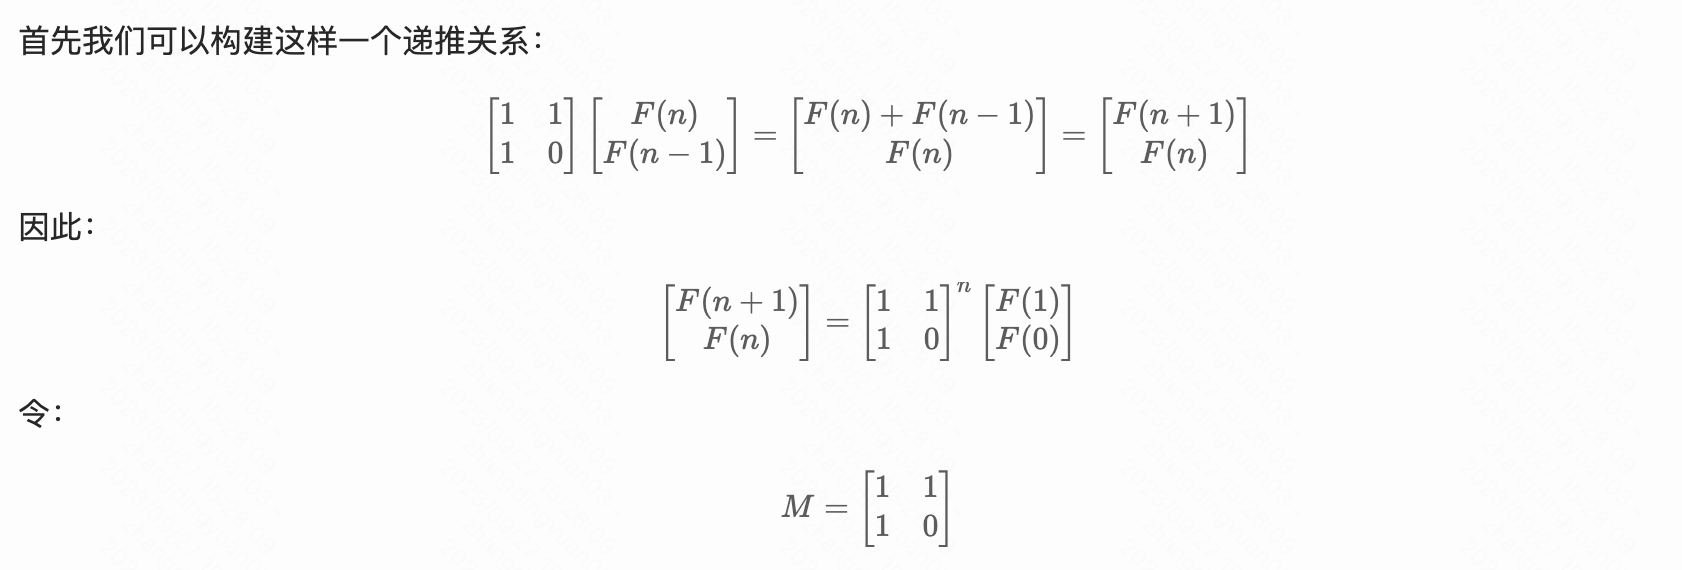 首先我们可以构建这样一个递推关系：
[1 1; 1 0] [F(n); F(n − 1)] = [F(n) + F(n − 1); F(n)] = [F(n + 1); F(n)]
因此：
[F(n + 1); F(n)] = [1 1; 1 0]^n [F(1); F(0)]
令：
M = [1 1; 1 0]